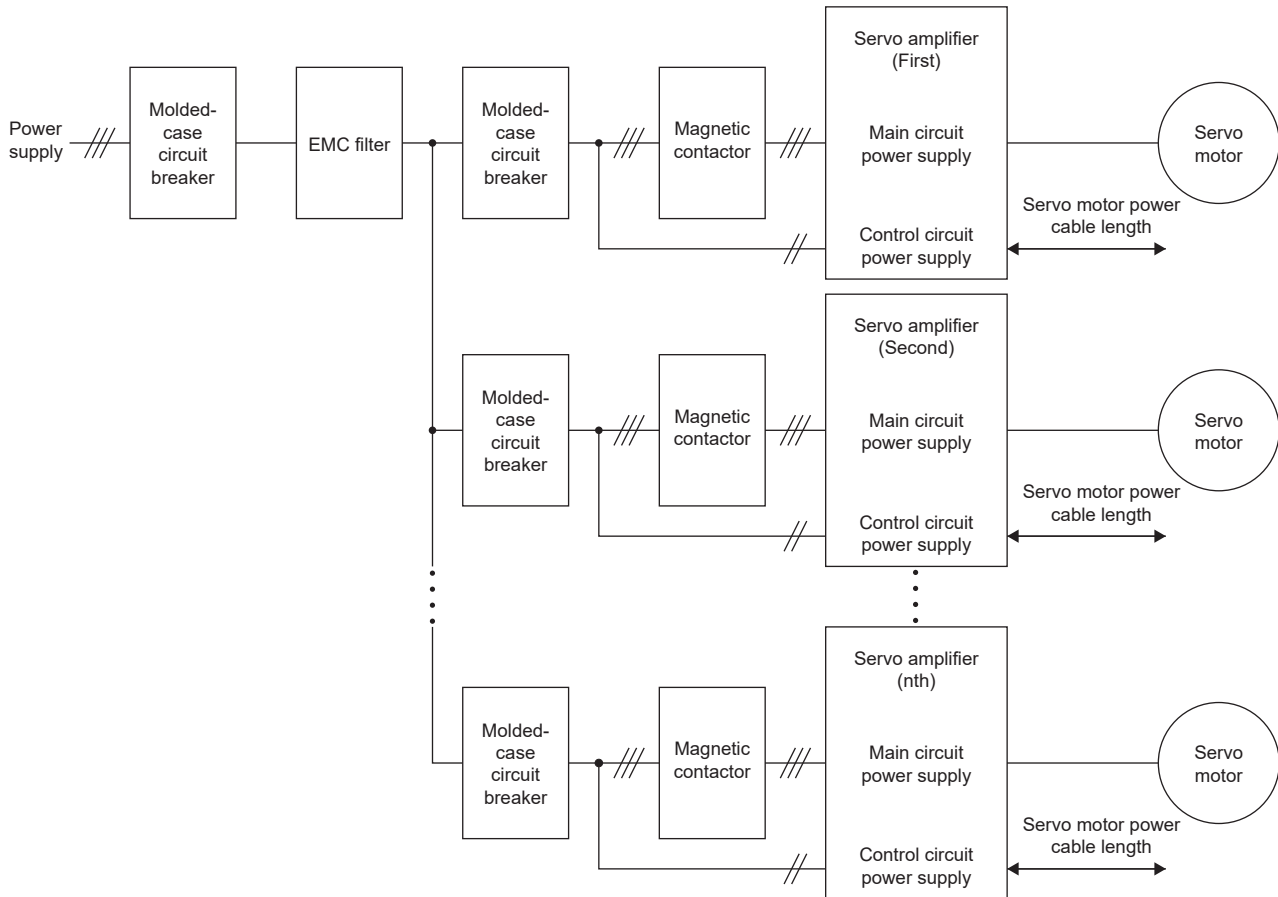 Power
supply
Molded-
case
circuit
breaker
EMC filter
Molded-
case
circuit
breaker
Magnetic
contactor
Servo amplifier
(First)
Main circuit
power supply
Control circuit
power supply
Servo
motor
Servo motor power
cable length
Molded-
case
circuit
breaker
Magnetic
contactor
Servo amplifier
(Second)
Main circuit
power supply
Control circuit
power supply
Servo
motor
Servo motor power
cable length
Molded-
case
circuit
breaker
Magnetic
contactor
Servo amplifier
(nth)
Main circuit
power supply
Control circuit
power supply
Servo
motor
Servo motor power
cable length